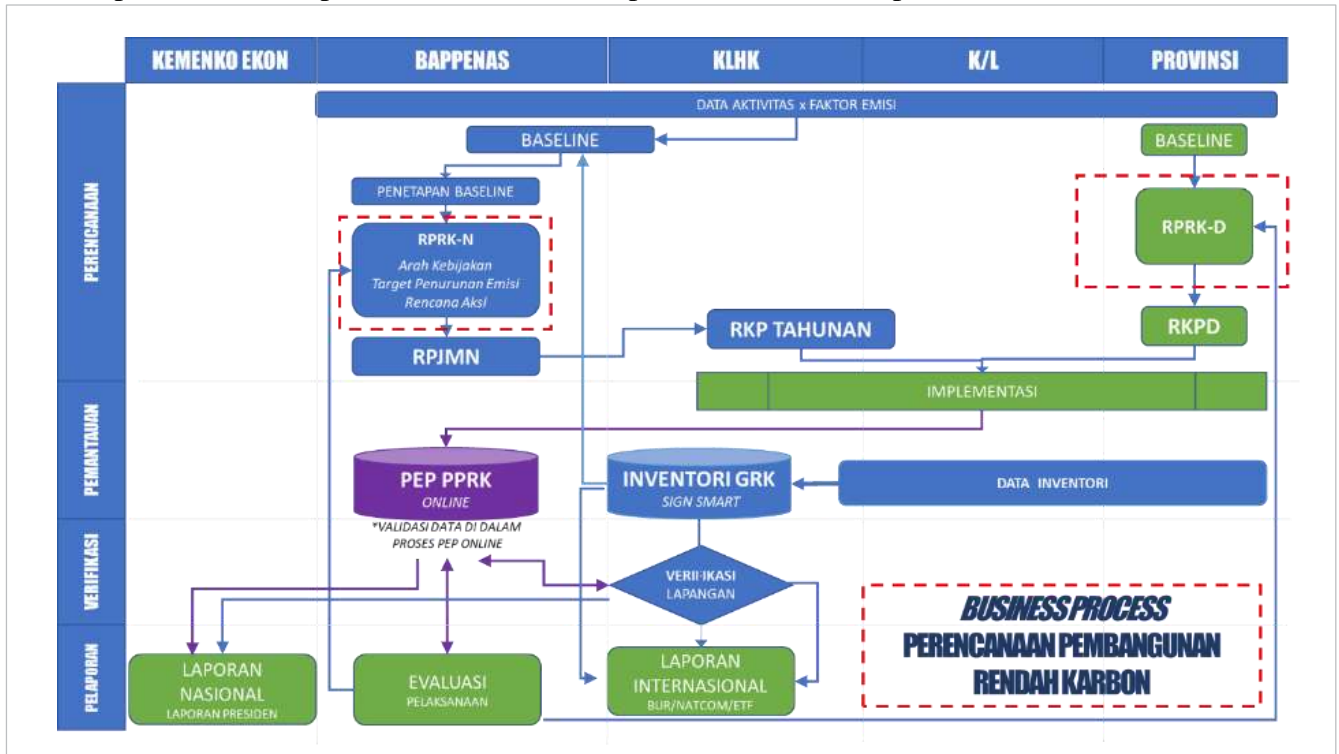 KEMENKO EKON
BAPPENAS
KLHK
K/L
PROVINSI
PERENCANAAN
DATA AKTIVITAS x FAKTOR EMISI
BASELINE
BASELINE
PENETAPAN BASELINE
RPRK-N
Arah Kebijakan
Target Penurunan Emisi
Rencana Aksi
RPRK-D
RPJMN
RKP TAHUNAN
RKPD
IMPLEMENTASI
PEMANTAUAN
PEP PPRK
ONLINE
INVENTORI GRK
SIGN SMART
DATA INVENTORI
*VALIDASI DATA DI DALAM
PROSES PEP ONLINE
VERIFIKASI
VERIFIKASI
LAPANGAN
BUSINESS PROCESS
PERENCANAAN PEMBANGUNAN
RENDAH KARBON
PELAPORAN
LAPORAN
NASIONAL
LAPORAN PRESIDEN
EVALUASI
PELAKSANAAN
LAPORAN
INTERNASIONAL
BUR/NATCOM/ETF